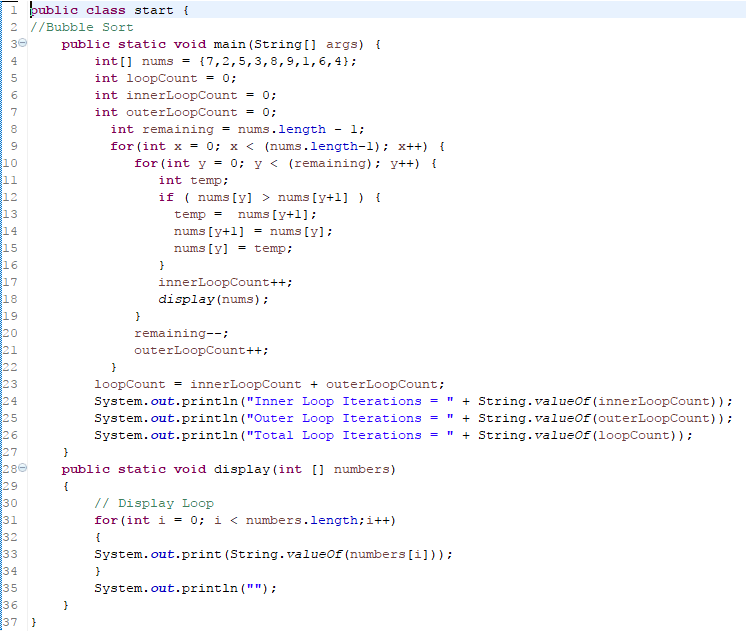 1 public class start {
2 //Bubble Sort
3 public static void main(String[] args) {
4 int[] nums = {7,2,5,3,8,9,1,6,4};
5 int loopCount = 0;
6 int innerLoopCount = 0;
7 int outerLoopCount = 0;
8 int remaining = nums.length - 1;
9 for(int x = 0; x < (nums.length-1); x++) {
10 for(int y = 0; y < (remaining); y++) {
11 int temp;
12 if ( nums[y] > nums[y+1] ) {
13 temp = nums[y+1];
14 nums[y+1] = nums[y];
15 nums[y] = temp;
16 }
17 innerLoopCount++;
18 display(nums);
19 }
20 remaining--;
21 outerLoopCount++;
22 }
23 loopCount = innerLoopCount + outerLoopCount;
24 System.out.println("Inner Loop Iterations = " + String.valueOf(innerLoopCount));
25 System.out.println("Outer Loop Iterations = " + String.valueOf(outerLoopCount));
26 System.out.println("Total Loop Iterations = " + String.valueOf(loopCount));
27 }
28 public static void display(int [] numbers)
29 {
30 // Display Loop
31 for(int i = 0; i < numbers.length;i++)
32 {
33 System.out.print(String.valueOf(numbers[i]));
34 }
35 System.out.println("");
36 }
37 }